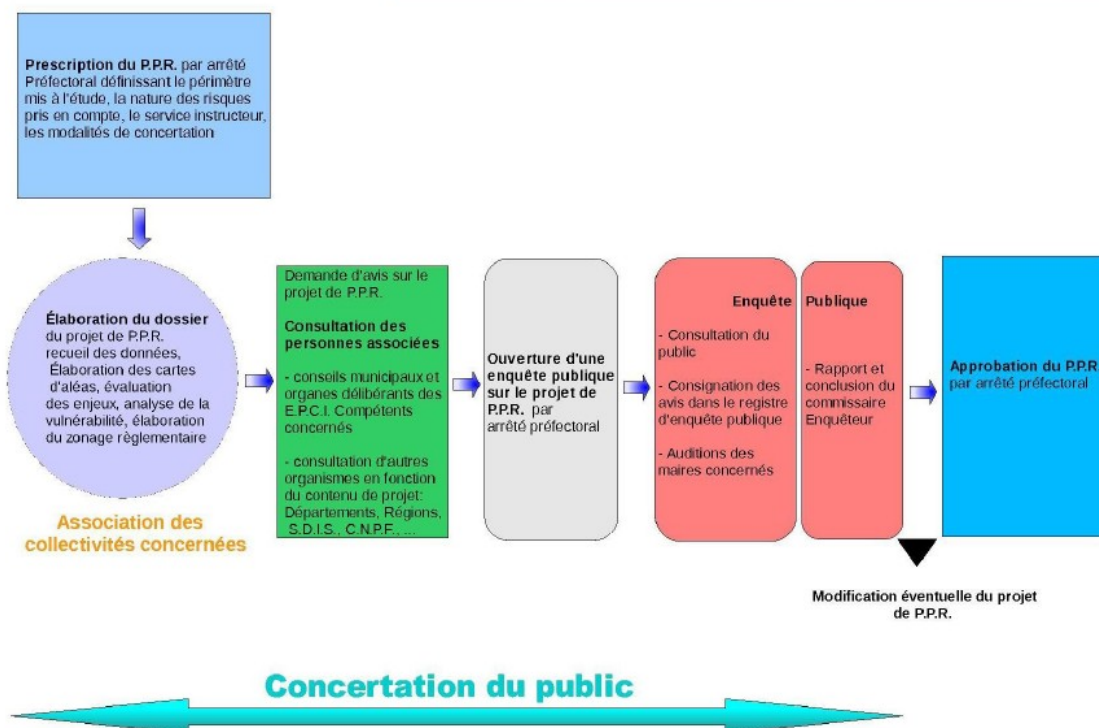 Prescription du P.P.R. par arrêté
Préfectoral définissant le périmètre
mis à l'étude, la nature des risques
pris en compte, le service instructeur,
les modalités de concertation
Élaboration du dossier
du projet de P.P.R.
recueil des données,
Élaboration des cartes
d'aléas, évaluation
des enjeux, analyse de la
vulnérabilité, élaboration
du zonage règlementaire
Association des
collectivités concernées
Demande d'avis sur le
projet de P.P.R.
Consultation des
personnes associées
- conseils municipaux et
organes délibérants des
E.P.C.I. Compétents
concernés
- consultation d'autres
organismes en fonction
du contenu de projet:
Départements, Régions,
S.D.I.S., C.N.P.F., ...
Ouverture d'une
enquête publique
sur le projet de
P.P.R. par
arrêté préfectoral
Enquête Publique
- Consultation du
public
- Consignation des
avis dans le registre
d'enquête publique
- Auditions des
maires concernés
- Rapport et
conclusion du
commissaire
Enquêteur
Approbation du P.P.R
par arrêté préfectoral
Modification éventuelle du projet
de P.P.R.
Concertation du public